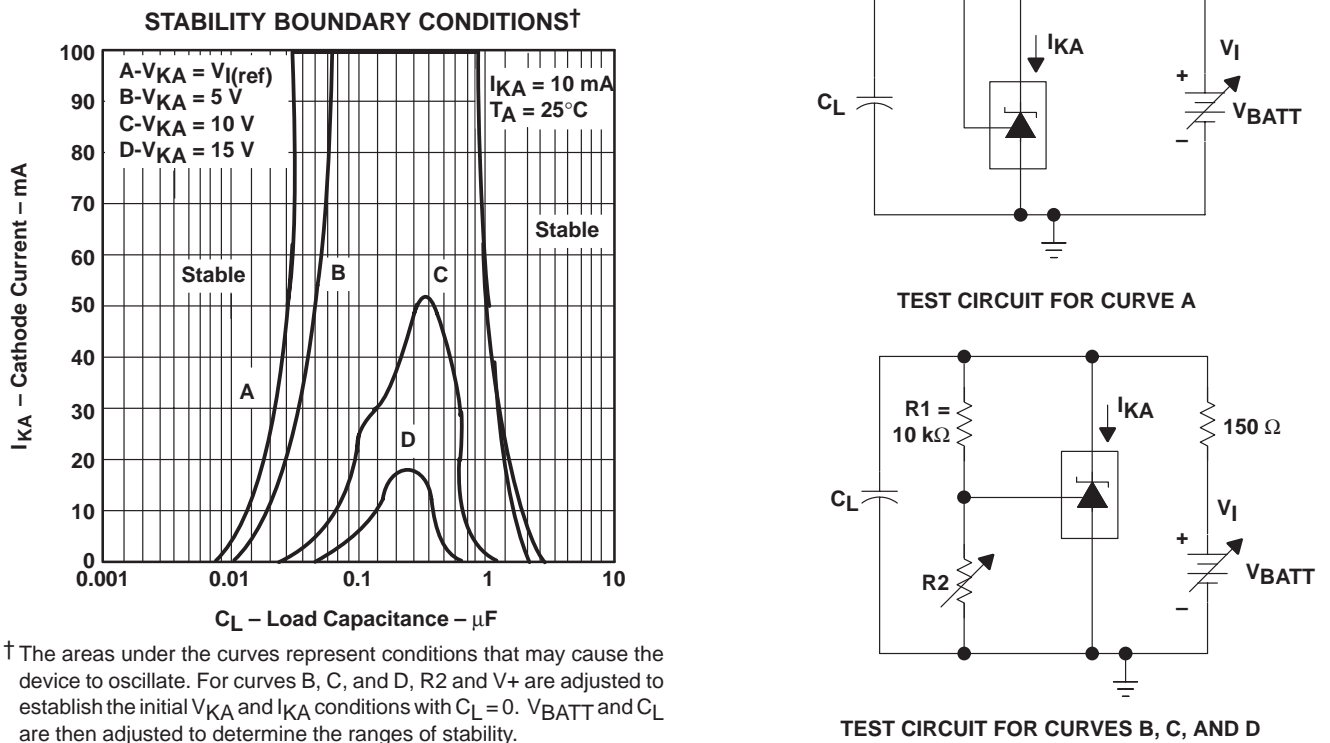 STABILITY BOUNDARY CONDITIONS†
100
90
80
70
60
50
40
30
20
10
0
I_KA – Cathode Current – mA
A-V_KA = V_I(ref)
B-V_KA = 5 V
C-V_KA = 10 V
D-V_KA = 15 V
I_KA = 10 mA
T_A = 25°C
Stable
Stable
A
B
C
D
0.001
0.01
0.1
1
10
C_L – Load Capacitance – μF
† The areas under the curves represent conditions that may cause the
device to oscillate. For curves B, C, and D, R2 and V+ are adjusted to
establish the initial V_KA and I_KA conditions with C_L = 0. V_BATT and C_L
are then adjusted to determine the ranges of stability.
I_KA
V_I
C_L
+
V_BATT
–
TEST CIRCUIT FOR CURVE A
R1 =
10 kΩ
I_KA
150 Ω
C_L
V_I
+
R2
V_BATT
–
TEST CIRCUIT FOR CURVES B, C, AND D